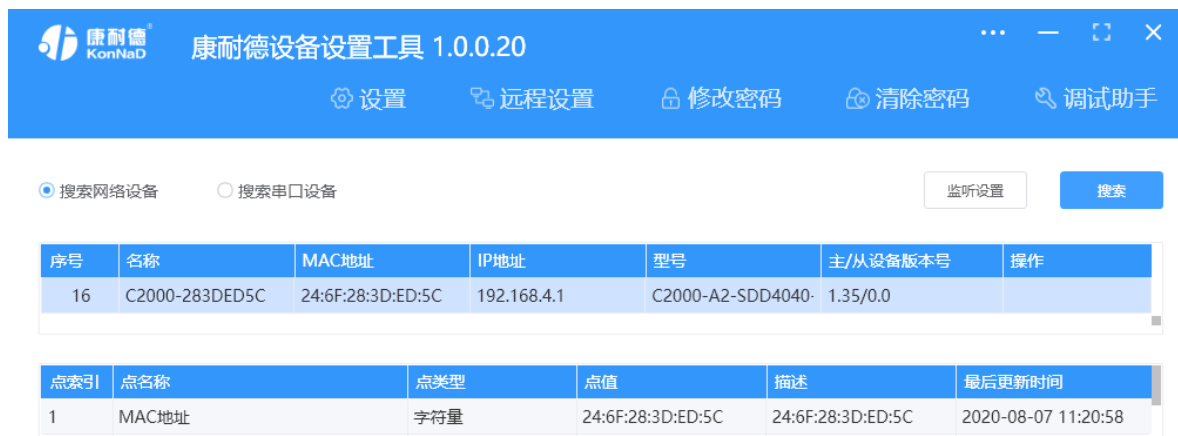 康耐德® KonNaD 康耐德设备设置工具 1.0.0.20
设置 远程设置 修改密码 清除密码 调试助手
搜索网络设备 搜索串口设备 监听设置 搜索
序号 名称 MAC地址 IP地址 型号 主/从设备版本号 操作
16 C2000-283DED5C 24:6F:28:3D:ED:5C 192.168.4.1 C2000-A2-SDD4040- 1.35/0.0
点索引 点名称 点类型 点值 描述 最后更新时间
1 MAC地址 字符量 24:6F:28:3D:ED:5C 24:6F:28:3D:ED:5C 2020-08-07 11:20:58